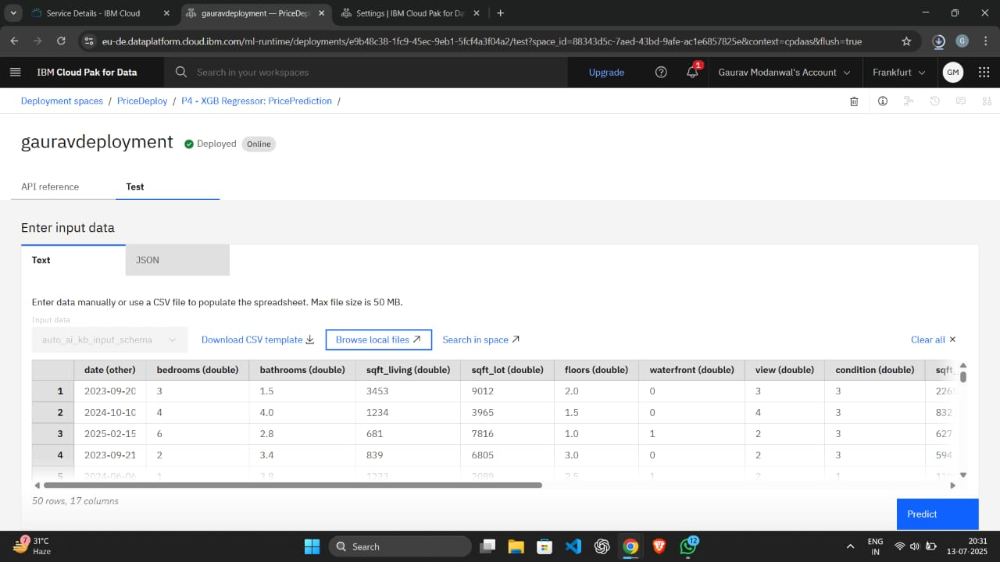 Service Details - IBM Cloud
gauravdeployment — PriceDep
Settings | IBM Cloud Pak for Da
eu-de.dataplatform.cloud.ibm.com/ml-runtime/deployments/e9b48c38-1fc9-45ec-9eb1-5fcf4a3f04a2/test?space_id=88343d5c-7aed-43bd-9afe-ac1e6857825e&context=cpdaas&flush=true
G
IBM Cloud Pak for Data
Search in your workspaces
Upgrade
1
Gaurav Modanwal's Account
Frankfurt
GM
Deployment spaces / PriceDeploy / P4 - XGB Regressor: PricePrediction /
gauravdeployment Deployed Online
API reference Test
Enter input data
Text JSON
Enter data manually or use a CSV file to populate the spreadsheet. Max file size is 50 MB.
Input data
auto_ai_kb_input_schema Download CSV template Browse local files Search in space Clear all
date (other) bedrooms (double) bathrooms (double) sqft_living (double) sqft_lot (double) floors (double) waterfront (double) view (double) condition (double) sqft_
1 2023-09-20 3 1.5 3453 9012 2.0 0 3 3 2265
2 2024-10-10 4 4.0 1234 3965 1.5 0 4 3 832
3 2025-02-15 6 2.8 681 7816 1.0 1 2 3 627
4 2023-09-21 2 3.4 839 6805 3.0 0 2 3 594
5 2024-06-06 1 3.8 1223 2089 2.5 1 2 1
50 rows, 17 columns
Predict
7
31°C
Haze
Search
12
ENG
IN
20:31
13-07-2025